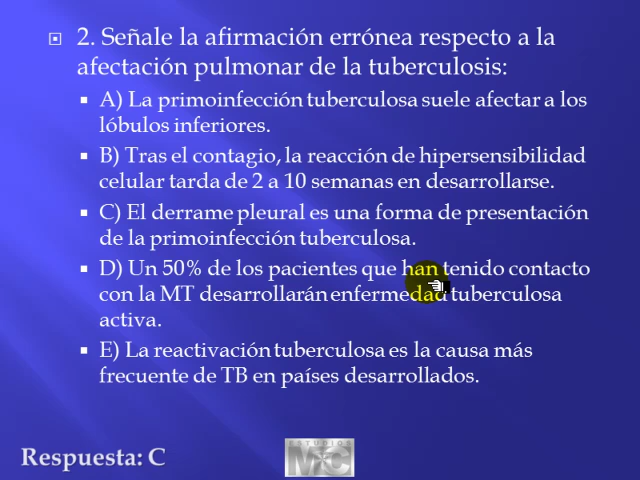 2. Señale la afirmación errónea respecto a la
afectación pulmonar de la tuberculosis:
A) La primoinfección tuberculosa suele afectar a los
lóbulos inferiores.
B) Tras el contagio, la reacción de hipersensibilidad
celular tarda de 2 a 10 semanas en desarrollarse.
C) El derrame pleural es una forma de presentación
de la primoinfección tuberculosa.
D) Un 50% de los pacientes que han tenido contacto
con la MT desarrollarán enfermedad tuberculosa
activa.
E) La reactivación tuberculosa es la causa más
frecuente de TB en países desarrollados.
Respuesta: C
ESTUDIOS
MC